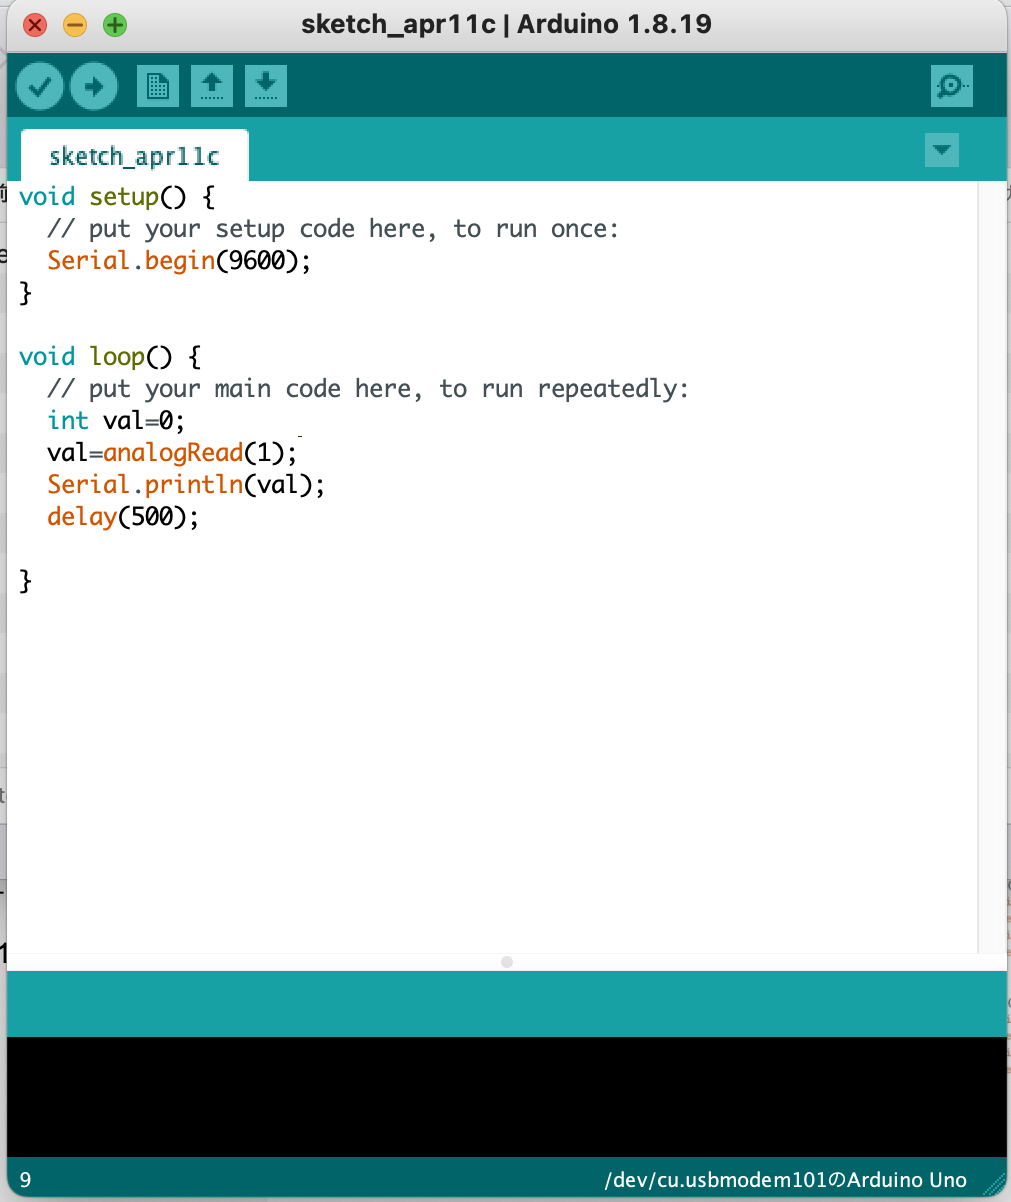 sketch_apr11c | Arduino 1.8.19
sketch_apr11c
void setup() {
  // put your setup code here, to run once:
  Serial.begin(9600);
}
void loop() {
  // put your main code here, to run repeatedly:
  int val=0;
  val=analogRead(1);
  Serial.println(val);
  delay(500);
}
9
/dev/cu.usbmodem101のArduino Uno